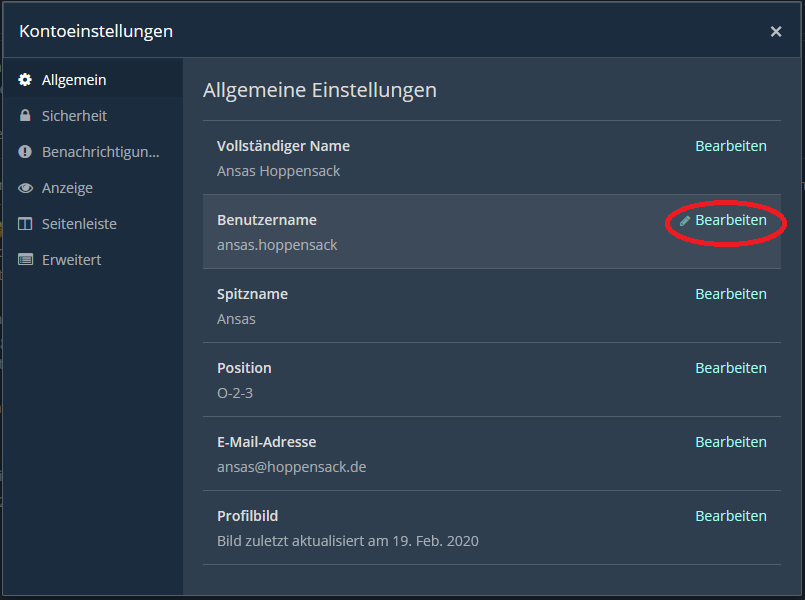 Kontoeinstellungen
Allgemein
Sicherheit
Benachrichtigun...
Anzeige
Seitenleiste
Erweitert
Allgemeine Einstellungen
Vollständiger Name Bearbeiten
Ansas Hoppensack
Benutzername Bearbeiten
ansas.hoppensack
Spitzname Bearbeiten
Ansas
Position Bearbeiten
O-2-3
E-Mail-Adresse Bearbeiten
ansas@hoppensack.de
Profilbild Bearbeiten
Bild zuletzt aktualisiert am 19. Feb. 2020